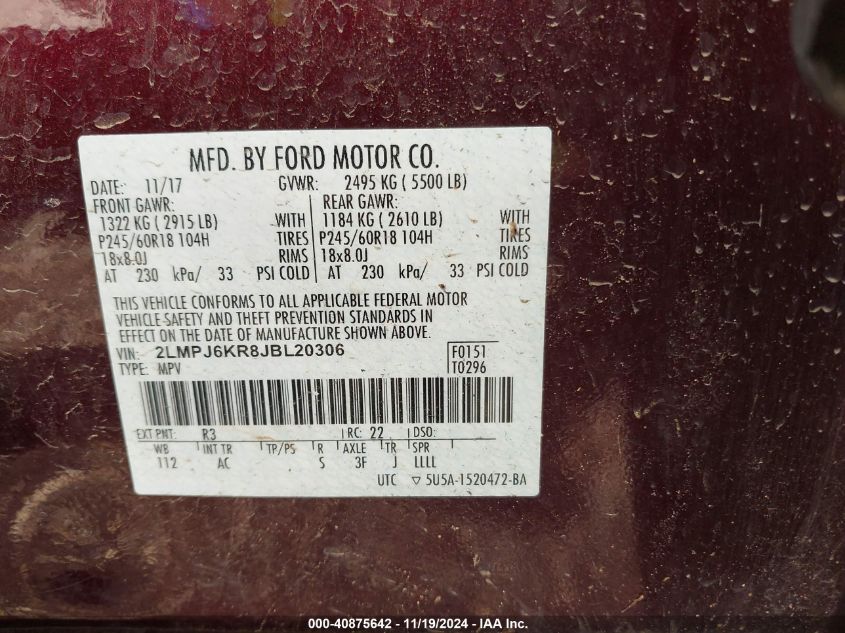 MFD. BY FORD MOTOR CO.
DATE: 11/17 GVWR: 2495 KG ( 5500 LB)
FRONT GAWR: REAR GAWR:
1322 KG ( 2915 LB) WITH 1184 KG ( 2610 LB) WITH
P245/60R18 104H TIRES P245/60R18 104H TIRES
18x8.0J RIMS 18x8.0J RIMS
AT 230 kPa/ 33 PSI COLD AT 230 kPa/ 33 PSI COLD
THIS VEHICLE CONFORMS TO ALL APPLICABLE FEDERAL MOTOR
VEHICLE SAFETY AND THEFT PREVENTION STANDARDS IN
EFFECT ON THE DATE OF MANUFACTURE SHOWN ABOVE.
VIN: 2LMPJ6KR8JBL20306 F0151
TYPE: MPV T0296
EXT PNT: R3 RC: 22 DSO:
WB INT TR TP/PS R AXLE TR SPR
112 AC S 3F J LLLL
UTC ▽ 5U5A-1520472-BA
000-40875642 - 11/19/2024 - IAA Inc.